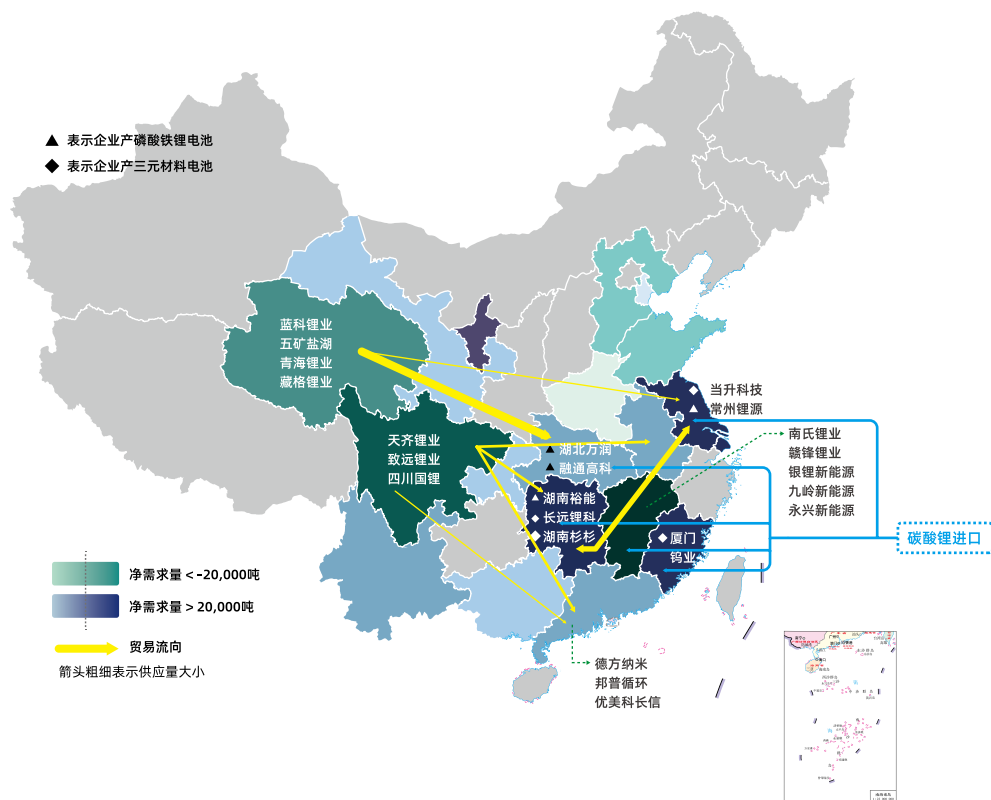 表示企业产磷酸铁锂电池
表示企业产三元材料电池
蓝科锂业
五矿盐湖
青海锂业
藏格锂业
天齐锂业
致远锂业
四川国锂
湖北万润
融通高科
湖南裕能
长远锂科
湖南杉杉
当升科技
常州锂源
南氏锂业
赣锋锂业
银锂新能源
九岭新能源
永兴新能源
厦门
钨业
碳酸锂进口
德方纳米
邦普循环
优美科长信
净需求量＜-20,000吨
净需求量＞20,000吨
贸易流向
箭头粗细表示供应量大小